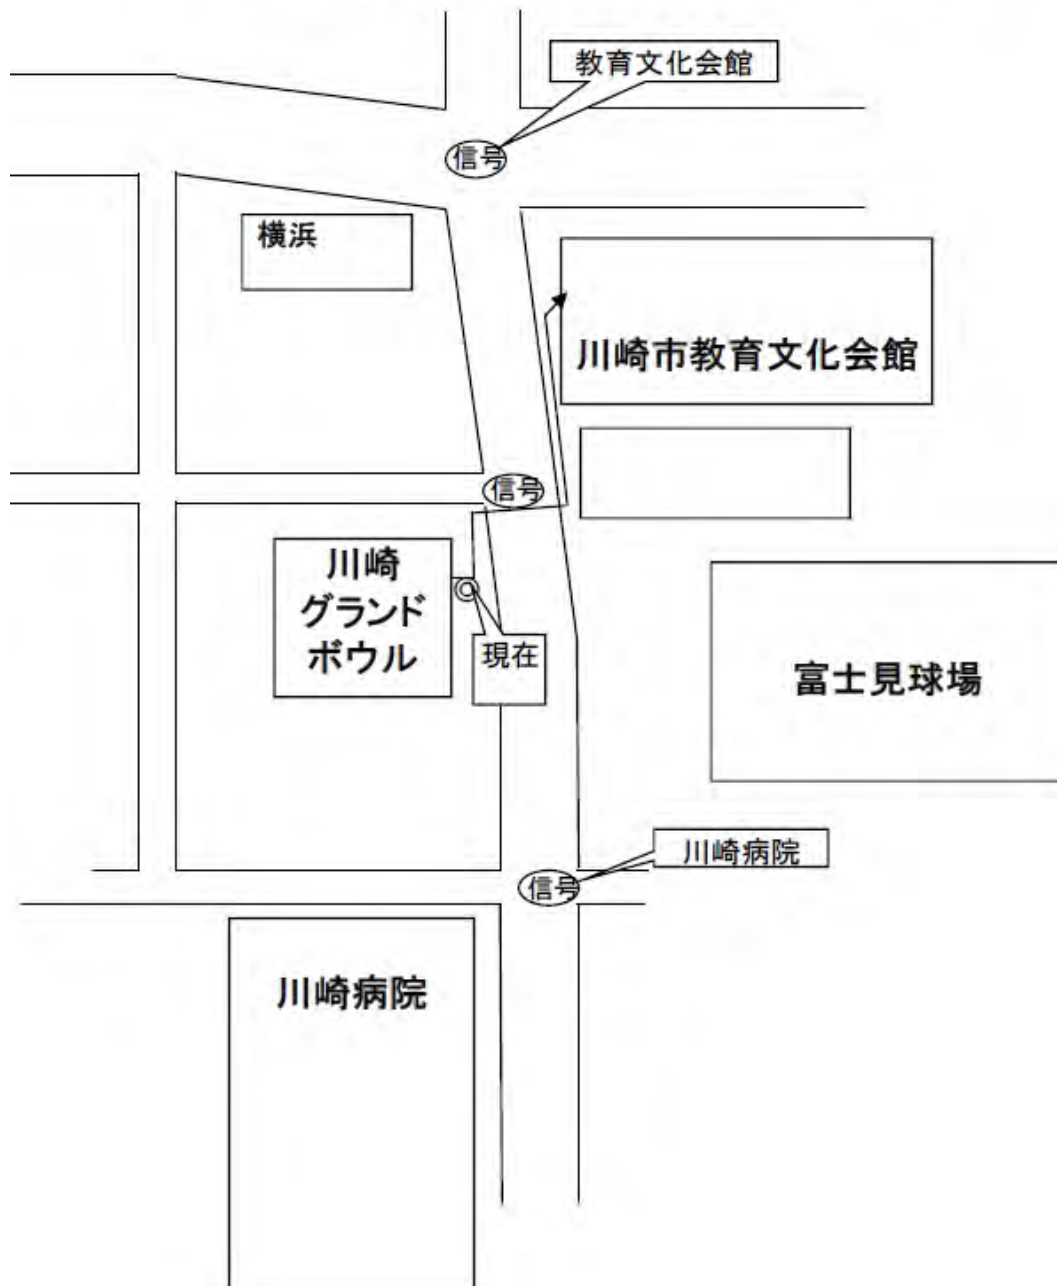 教育文化会館
信号
横浜
川崎市教育文化会館
信号
川崎
グランド
ボウル
現在
富士見球場
川崎病院
信号
川崎病院